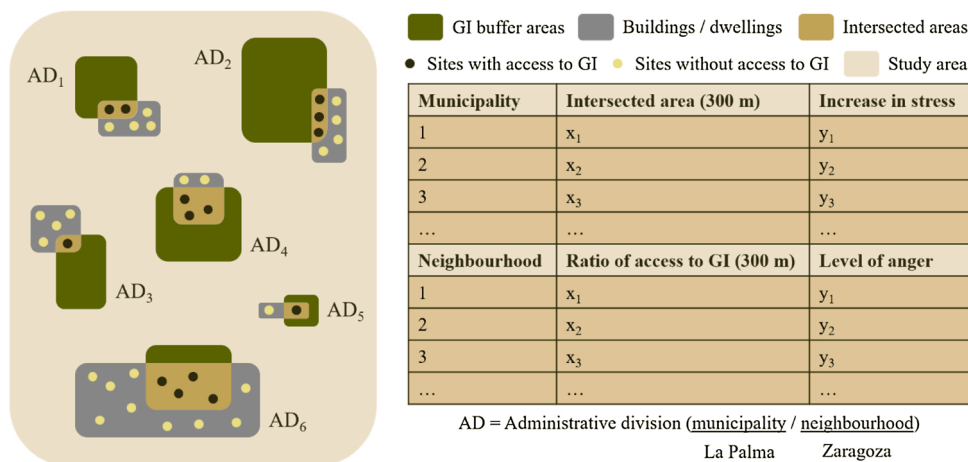 GI buffer areas Buildings / dwellings Intersected areas
Sites with access to GI Sites without access to GI Study area
AD1
AD2
AD3
AD4
AD5
AD6
Municipality Intersected area (300 m) Increase in stress
1 x1 y1
2 x2 y2
3 x3 y3
… … …
Neighbourhood Ratio of access to GI (300 m) Level of anger
1 x1 y1
2 x2 y2
3 x3 y3
… … …
AD = Administrative division (municipality / neighbourhood)
La Palma Zaragoza